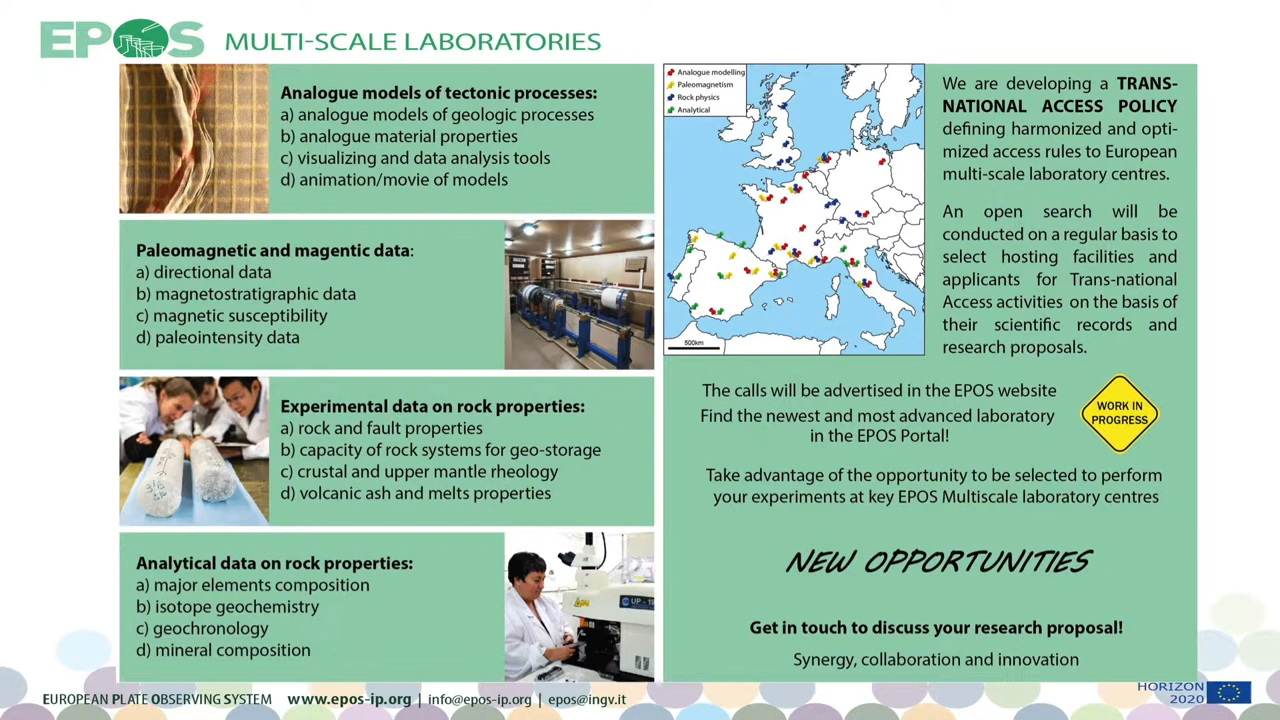 EPOS MULTI-SCALE LABORATORIES
Analogue models of tectonic processes:
a) analogue models of geologic processes
b) analogue material properties
c) visualizing and data analysis tools
d) animation/movie of models
Paleomagnetic and magentic data:
a) directional data
b) magnetostratigraphic data
c) magnetic susceptibility
d) paleointensity data
Experimental data on rock properties:
a) rock and fault properties
b) capacity of rock systems for geo-storage
c) crustal and upper mantle rheology
d) volcanic ash and melts properties
Analytical data on rock properties:
a) major elements composition
b) isotope geochemistry
c) geochronology
d) mineral composition
UP-19
Analogue modelling
Paleomagnetism
Rock physics
Analytical
500km
We are developing a TRANS-
NATIONAL ACCESS POLICY
defining harmonized and opti-
mized access rules to European
multi-scale laboratory centres.
An open search will be
conducted on a regular basis to
select hosting facilities and
applicants for Trans-national
Access activities on the basis of
their scientific records and
research proposals.
The calls will be advertised in the EPOS website
Find the newest and most advanced laboratory
in the EPOS Portal!
WORK IN
PROGRESS
Take advantage of the opportunity to be selected to perform
your experiments at key EPOS Multiscale laboratory centres
NEW OPPORTUNITIES
Get in touch to discuss your research proposal!
Synergy, collaboration and innovation
EUROPEAN PLATE OBSERVING SYSTEM www.epos-ip.org | info@epos-ip.org | epos@ingv.it
HORIZON
2020